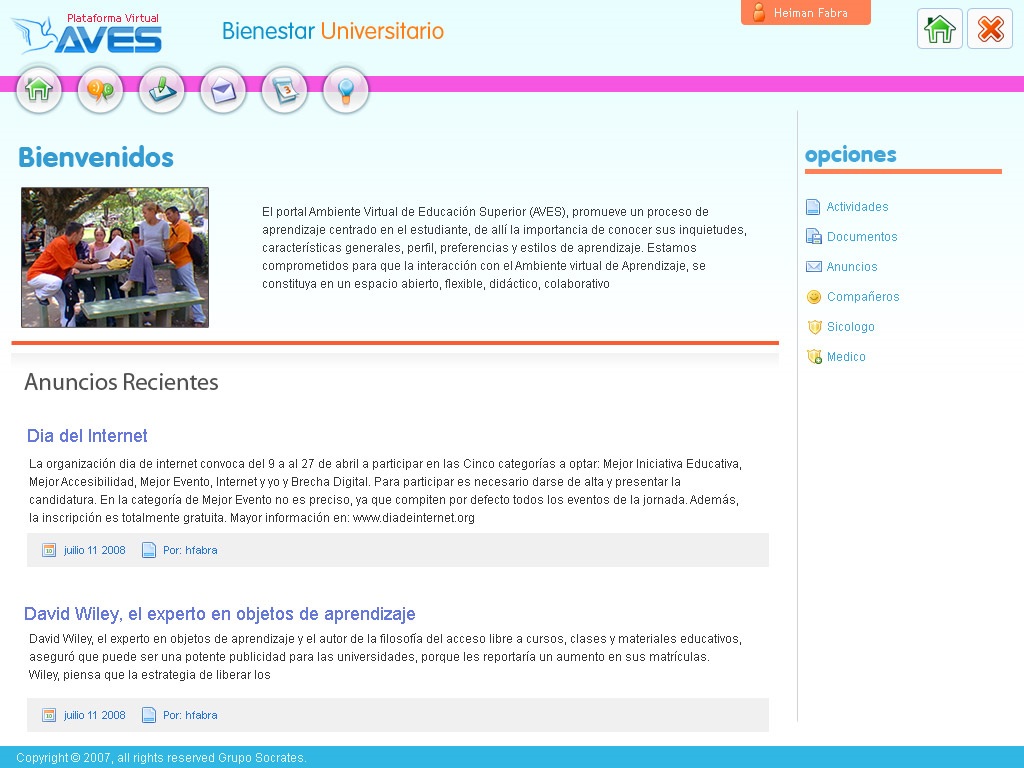 Plataforma Virtual
AVES
Bienestar Universitario
Heiman Fabra
3
Bienvenidos
El portal Ambiente Virtual de Educación Superior (AVES), promueve un proceso de
aprendizaje centrado en el estudiante, de allí la importancia de conocer sus inquietudes,
características generales, perfil, preferencias y estilos de aprendizaje. Estamos
comprometidos para que la interacción con el Ambiente virtual de Aprendizaje, se
constituya en un espacio abierto, flexible, didáctico, colaborativo
opciones
Actividades
Documentos
Anuncios
Compañeros
Sicologo
Medico
Anuncios Recientes
Dia del Internet
La organización dia de internet convoca del 9 a al 27 de abril a participar en las Cinco categorías a optar: Mejor Iniciativa Educativa,
Mejor Accesibilidad, Mejor Evento, Internet y yo y Brecha Digital. Para participar es necesario darse de alta y presentar la
candidatura. En la categoría de Mejor Evento no es preciso, ya que compiten por defecto todos los eventos de la jornada. Además,
la inscripción es totalmente gratuita. Mayor información en: www.diadeinternet.org
juilio 11 2008 Por: hfabra
David Wiley, el experto en objetos de aprendizaje
David Wiley, el experto en objetos de aprendizaje y el autor de la filosofía del acceso libre a cursos, clases y materiales educativos,
aseguró que puede ser una potente publicidad para las universidades, porque les reportaría un aumento en sus matrículas.
Wiley, piensa que la estrategia de liberar los
juilio 11 2008 Por: hfabra
Copyright © 2007, all rights reserved Grupo Socrates.